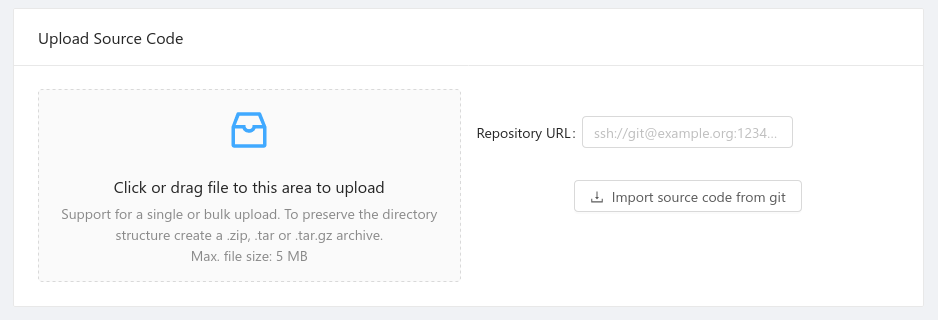 Upload Source Code
Click or drag file to this area to upload
Support for a single or bulk upload. To preserve the directory
structure create a .zip, .tar or .tar.gz archive.
Max. file size: 5 MB
Repository URL:
ssh://git@example.org:1234...
Import source code from git